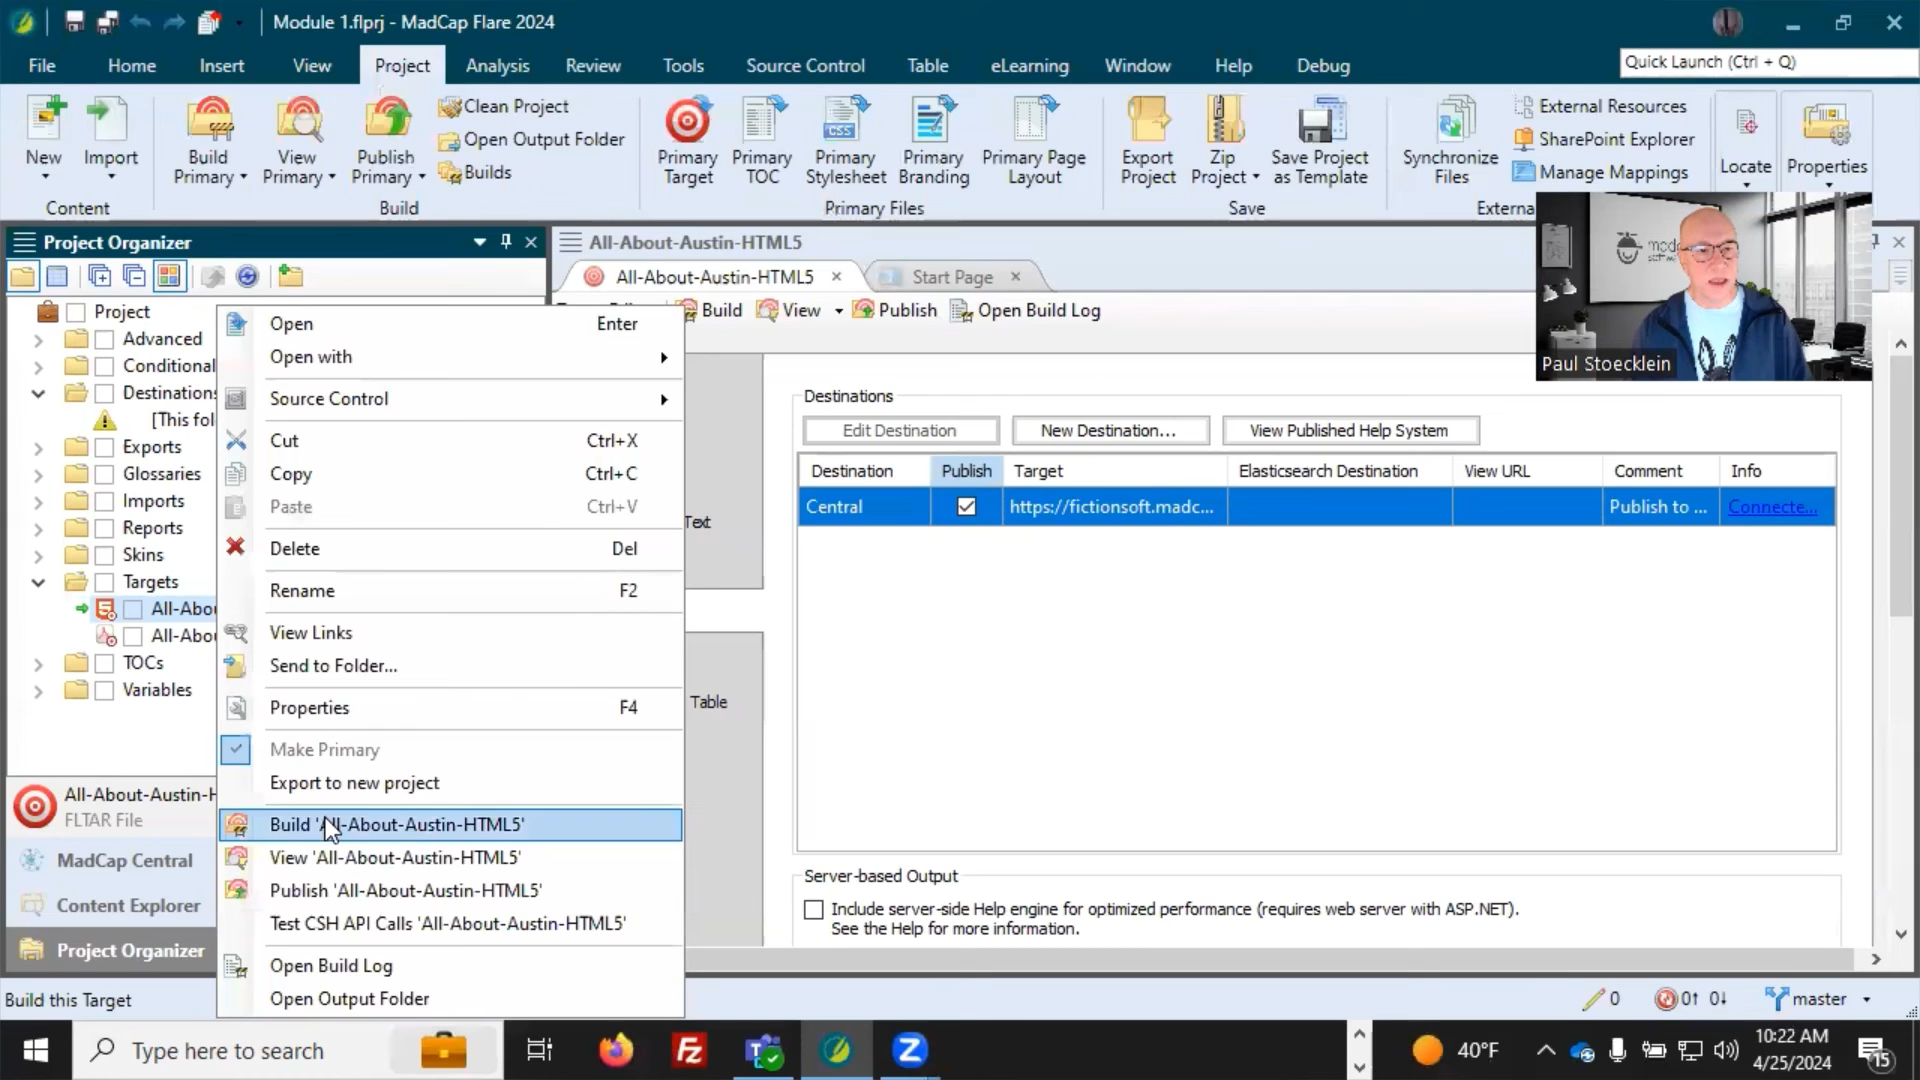 Module 1.flprj - MadCap Flare 2024
File Home Insert View Project Analysis Review Tools Source Control Table eLearning Window Help Debug
Quick Launch (Ctrl + Q)
New
Import
Build Primary
View Primary
Publish Primary
Clean Project
Open Output Folder
Builds
Primary Target
Primary TOC
CSS
Primary Stylesheet
Primary Branding
Primary Page Layout
Export Project
Zip Project
Save Project as Template
Synchronize Files
External Resources
SharePoint Explorer
Manage Mappings
Locate
Properties
Content
Build
Primary Files
Save
Externa
Project Organizer
All-About-Austin-HTML5
All-About-Austin-HTML5
Start Page
Build
View
Publish
Open Build Log
Project
Advanced
Conditional
Destinations
[This fol
Exports
Glossaries
Imports
Reports
Skins
Targets
All-Abou
All-Abou
TOCs
Variables
All-About-Austin-H
FLTAR File
MadCap Central
Content Explorer
Project Organizer
Open Enter
Open with
Source Control
Cut Ctrl+X
Copy Ctrl+C
Paste Ctrl+V
Delete Del
Rename F2
View Links
Send to Folder...
Properties F4
Make Primary
Export to new project
Build 'All-About-Austin-HTML5'
View 'All-About-Austin-HTML5'
Publish 'All-About-Austin-HTML5'
Test CSH API Calls 'All-About-Austin-HTML5'
Open Build Log
Open Output Folder
Text
Table
Destinations
Edit Destination
New Destination...
View Published Help System
Destination Publish Target Elasticsearch Destination View URL Comment Info
Central https://fictionsoft.madc... Publish to ... Connecte...
Server-based Output
Include server-side Help engine for optimized performance (requires web server with ASP.NET).
See the Help for more information.
Paul Stoecklein
Build this Target
0
0 0
master
Type here to search
40°F
10:22 AM
4/25/2024
15